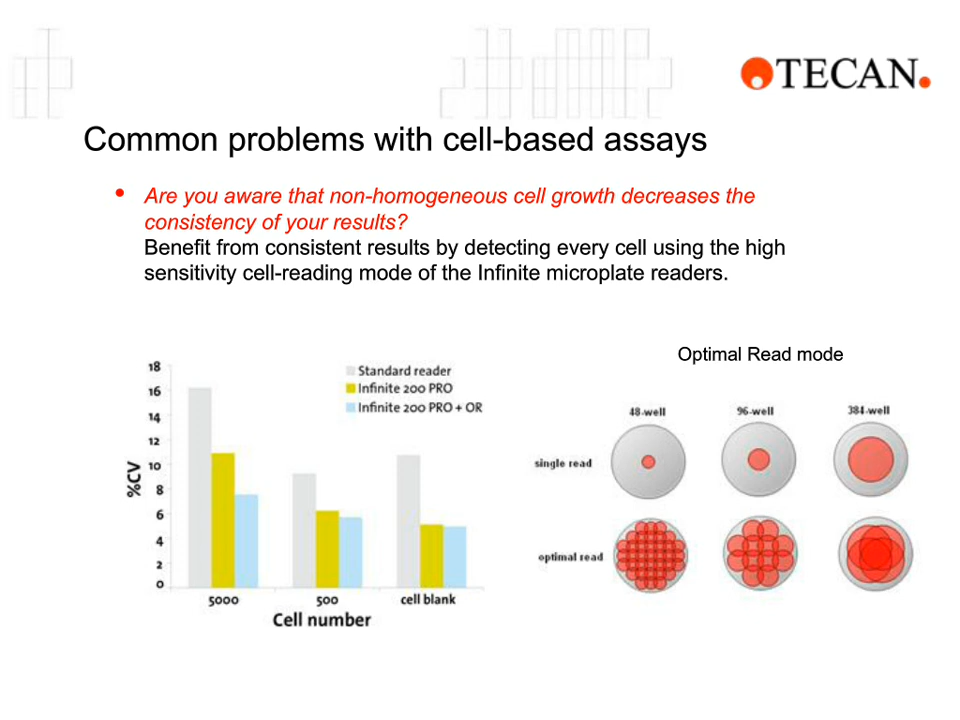 TECAN.
Common problems with cell-based assays
• Are you aware that non-homogeneous cell growth decreases the
consistency of your results?
Benefit from consistent results by detecting every cell using the high
sensitivity cell-reading mode of the Infinite microplate readers.
18
16
14
12
10
8
6
4
2
0
%CV
Standard reader
Infinite 200 PRO
Infinite 200 PRO + OR
5000
500
cell blank
Cell number
Optimal Read mode
48-well
96-well
384-well
single read
optimal read